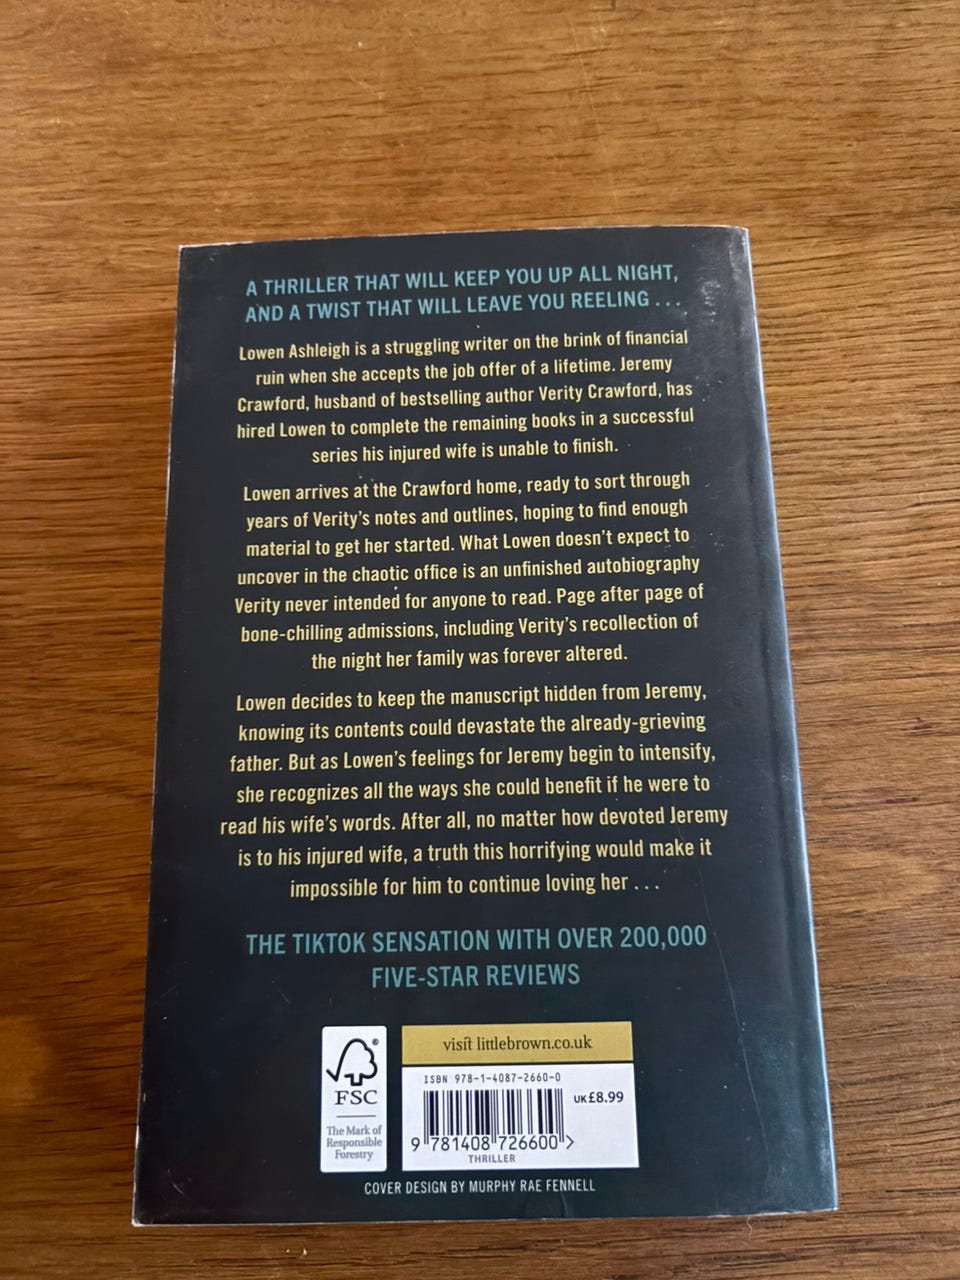 A THRILLER THAT WILL KEEP YOU UP ALL NIGHT,
AND A TWIST THAT WILL LEAVE YOU REELING . . .
Lowen Ashleigh is a struggling writer on the brink of financial
ruin when she accepts the job offer of a lifetime. Jeremy
Crawford, husband of bestselling author Verity Crawford, has
hired Lowen to complete the remaining books in a successful
series his injured wife is unable to finish.
Lowen arrives at the Crawford home, ready to sort through
years of Verity's notes and outlines, hoping to find enough
material to get her started. What Lowen doesn't expect to
uncover in the chaotic office is an unfinished autobiography
Verity never intended for anyone to read. Page after page of
bone-chilling admissions, including Verity's recollection of
the night her family was forever altered.
Lowen decides to keep the manuscript hidden from Jeremy,
knowing its contents could devastate the already-grieving
father. But as Lowen's feelings for Jeremy begin to intensify,
she recognizes all the ways she could benefit if he were to
read his wife's words. After all, no matter how devoted Jeremy
is to his injured wife, a truth this horrifying would make it
impossible for him to continue loving her . . .
THE TIKTOK SENSATION WITH OVER 200,000
FIVE-STAR REVIEWS
®
FSC
The Mark of
Responsible
Forestry
visit littlebrown.co.uk
ISBN 978-1-4087-2660-0
UK£8.99
9 781408 726600 >
THRILLER
COVER DESIGN BY MURPHY RAE FENNELL